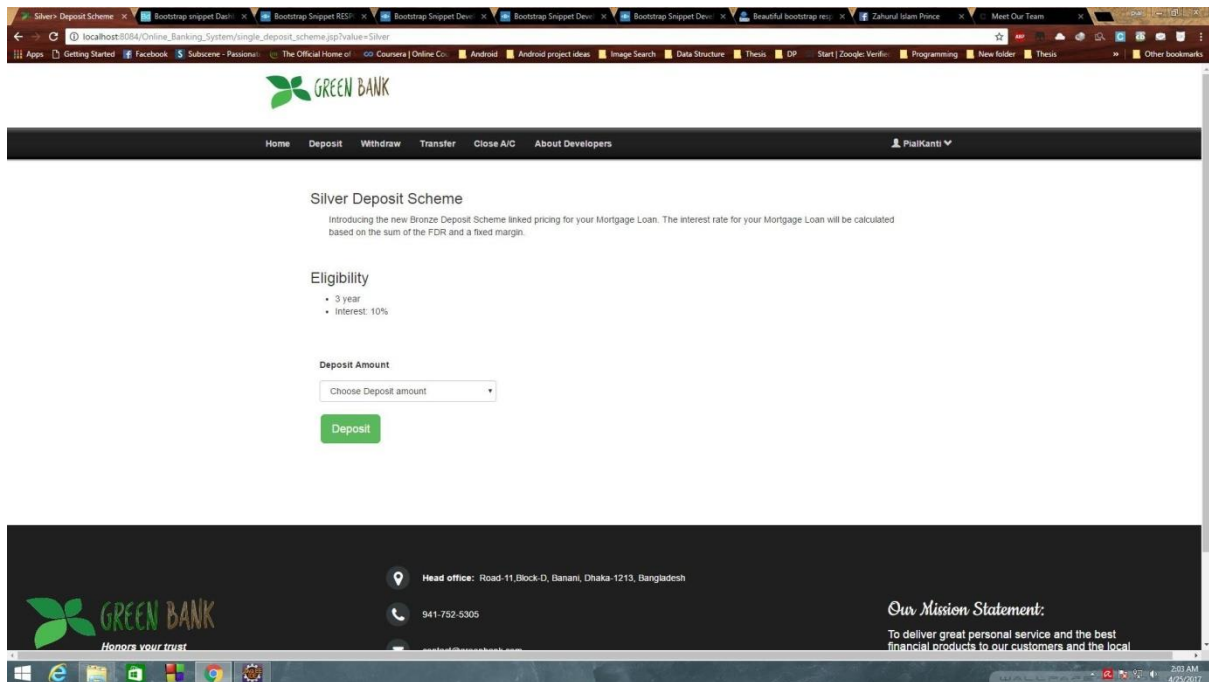 Silver> Deposit Scheme
Bootstrap snippet Dash
Bootstrap Snippet RESP
Bootstrap Snippet Deve
Bootstrap Snippet Deve
Bootstrap Snippet Deve
Beautiful bootstrap resp
Zahurul Islam Prince
Meet Our Team
localhost:8084/Online_Banking_System/single_deposit_scheme.jsp?value=Silver
Apps Getting Started Facebook Subscene - Passionat The Official Home of Coursera | Online Cou Android Android project ideas Image Search Data Structure Thesis DP Start | Zooqle: Verifie Programming New folder Thesis » Other bookmarks
GREEN BANK
Home Deposit Withdraw Transfer Close A/C About Developers PialKanti
Silver Deposit Scheme
Introducing the new Bronze Deposit Scheme linked pricing for your Mortgage Loan. The interest rate for your Mortgage Loan will be calculated
based on the sum of the FDR and a fixed margin.
Eligibility
• 3 year
• Interest: 10%
Deposit Amount
Choose Deposit amount
Deposit
Head office: Road-11,Block-D, Banani, Dhaka-1213, Bangladesh
GREEN BANK
Honors your trust
941-752-5305
contact@greenbank.com
Our Mission Statement:
To deliver great personal service and the best
financial products to our customers and the local
2:03 AM
4/25/2017